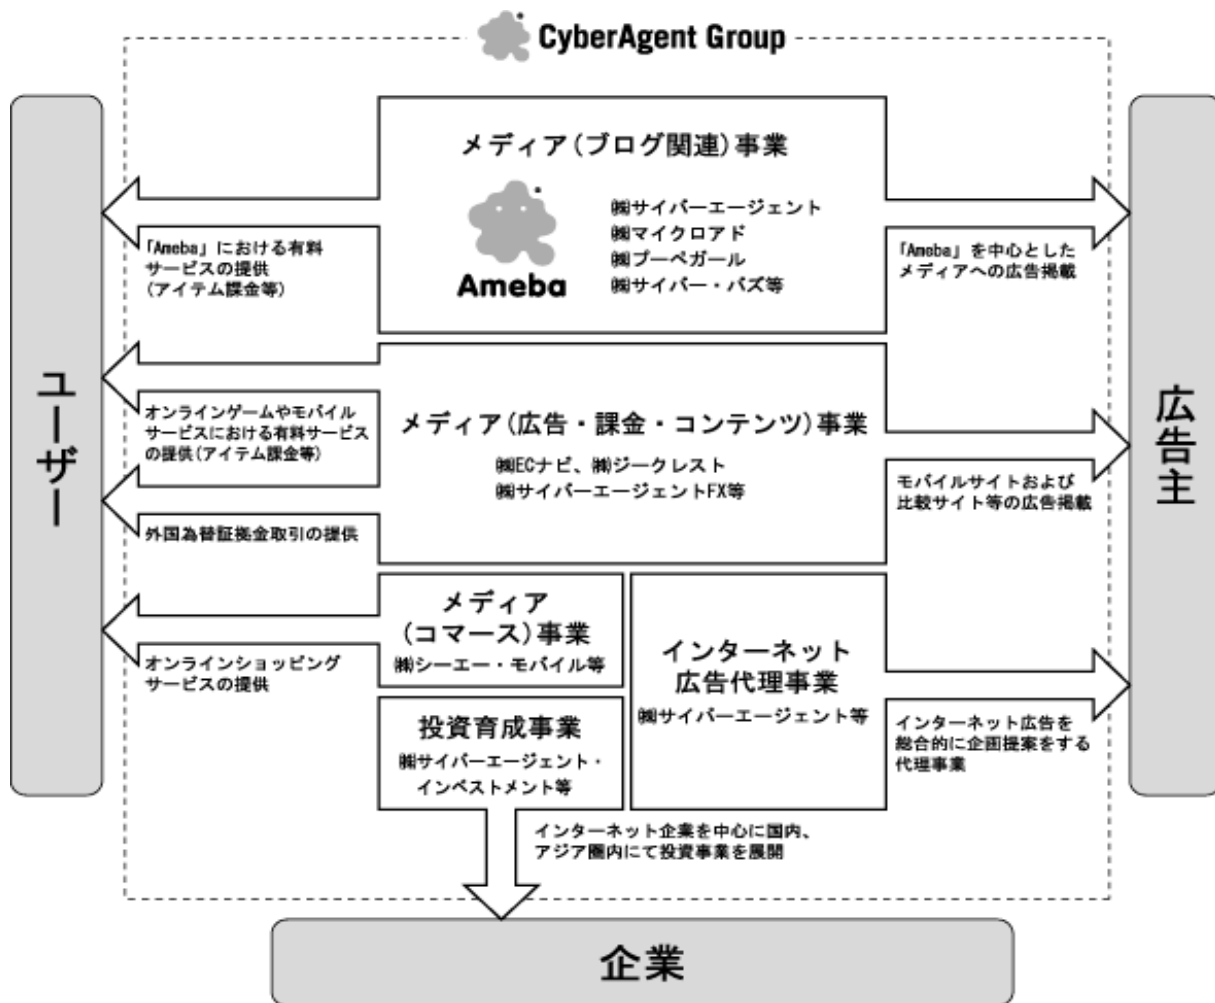 CyberAgent Group
メディア(ブログ関連)事業
Ameba
㈱サイバーエージェント
㈱マイクロアド
㈱プーペガール
㈱サイバー・バズ等
「Ameba」における有料
サービスの提供
(アイテム課金等)
「Ameba」を中心とした
メディアへの広告掲載
ユーザー
広告主
メディア(広告・課金・コンテンツ)事業
㈱ECナビ、㈱ジークレスト
㈱サイバーエージェントFX等
オンラインゲームやモバイル
サービスにおける有料サービス
の提供(アイテム課金等)
モバイルサイトおよび
比較サイト等の広告掲載
外国為替証拠金取引の提供
メディア
(コマース)事業
㈱シーエー・モバイル等
オンラインショッピング
サービスの提供
インターネット
広告代理事業
㈱サイバーエージェント等
インターネット広告を
総合的に企画提案をする
代理事業
投資育成事業
㈱サイバーエージェント・
インベストメント等
インターネット企業を中心に国内、
アジア圏内にて投資事業を展開
企業